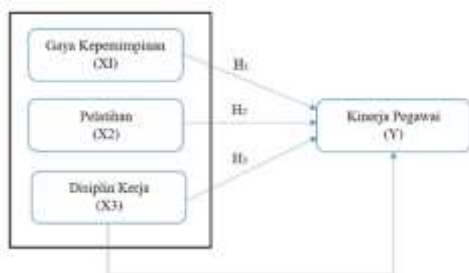 Gaya Kepemimpinan
(X1)
H₁
Pelatihan
(X2)
H₂
Kinerja Pegawai
(Y)
H₃
Disiplin Kerja
(X3)